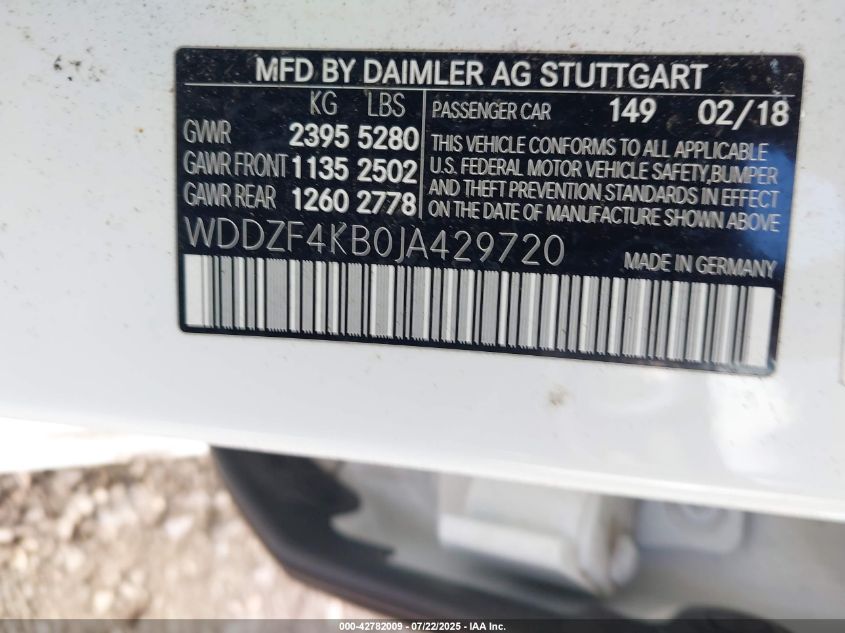 MFD BY DAIMLER AG STUTTGART
KG LBS
PASSENGER CAR 149 02/18
GVWR 2395 5280
GAWR FRONT 1135 2502
GAWR REAR 1260 2778
THIS VEHICLE CONFORMS TO ALL APPLICABLE
U.S. FEDERAL MOTOR VEHICLE SAFETY,BUMPER
AND THEFT PREVENTION STANDARDS IN EFFECT
ON THE DATE OF MANUFACTURE SHOWN ABOVE
WDDZF4KB0JA429720
MADE IN GERMANY
000-42782009 - 07/22/2025 - IAA Inc.